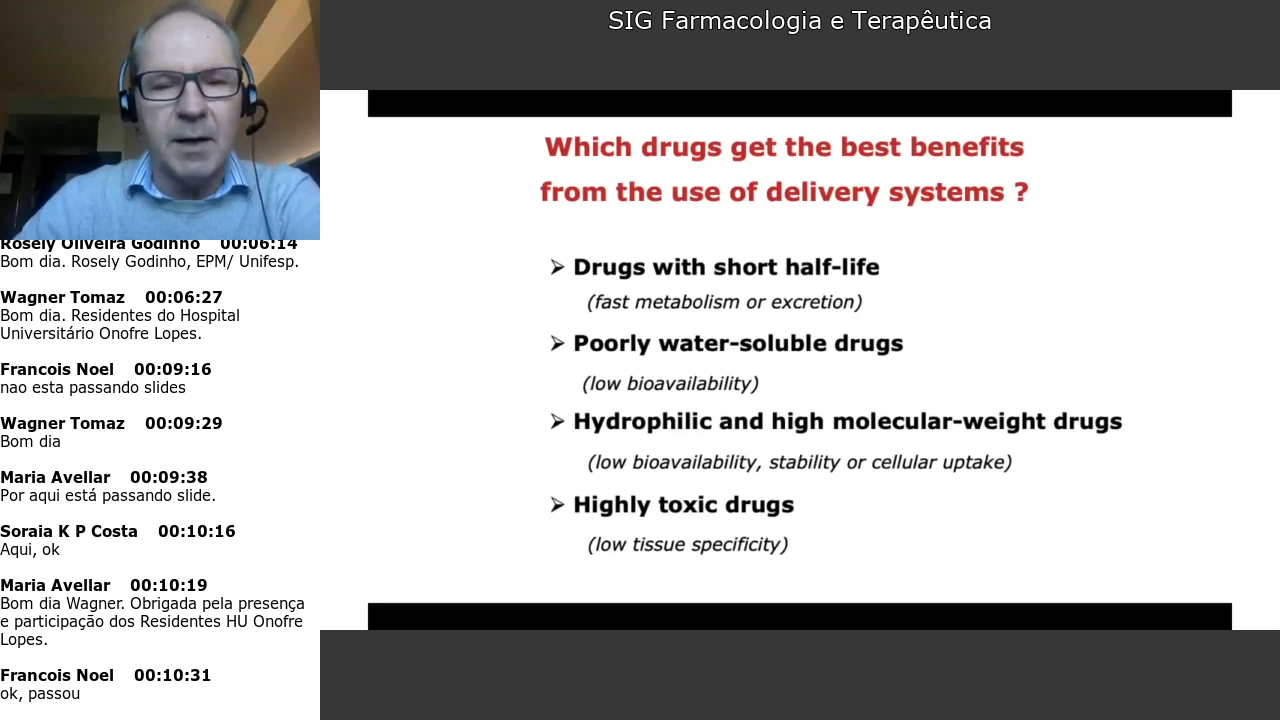 SIG Farmacologia e Terapêutica
Which drugs get the best benefits
from the use of delivery systems ?
➢ Drugs with short half-life
(fast metabolism or excretion)
➢ Poorly water-soluble drugs
(low bioavailability)
➢ Hydrophilic and high molecular-weight drugs
(low bioavailability, stability or cellular uptake)
➢ Highly toxic drugs
(low tissue specificity)
Rosely Oliveira Godinho 00:06:14
Bom dia. Rosely Godinho, EPM/ Unifesp.
Wagner Tomaz 00:06:27
Bom dia. Residentes do Hospital
Universitário Onofre Lopes.
Francois Noel 00:09:16
nao esta passando slides
Wagner Tomaz 00:09:29
Bom dia
Maria Avellar 00:09:38
Por aqui está passando slide.
Soraia K P Costa 00:10:16
Aqui, ok
Maria Avellar 00:10:19
Bom dia Wagner. Obrigada pela presença
e participação dos Residentes HU Onofre
Lopes.
Francois Noel 00:10:31
ok, passou